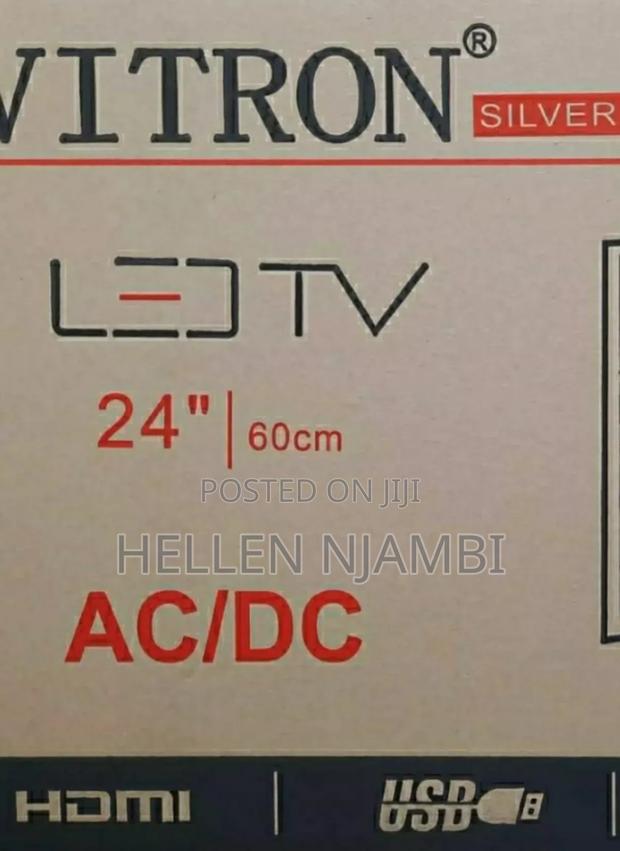 VITRON®
SILVER
LED TV
24" | 60cm
POSTED ON JIJI
HELLEN NJAMBI
AC/DC
HDMI | USB